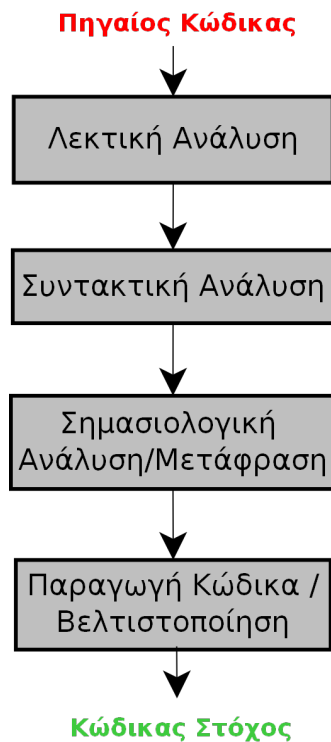 Πηγαίος Κώδικας
Λεκτική Ανάλυση
Συντακτική Ανάλυση
Σημασιολογική
Ανάλυση/Μετάφραση
Παραγωγή Κώδικα /
Βελτιστοποίηση
Κώδικας Στόχος